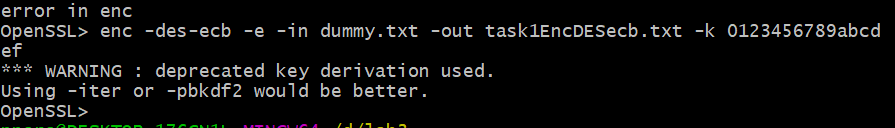 error in enc
OpenSSL> enc -des-ecb -e -in dummy.txt -out task1EncDESecb.txt -k 0123456789abcd
ef
*** WARNING : deprecated key derivation used.
Using -iter or -pbkdf2 would be better.
OpenSSL>